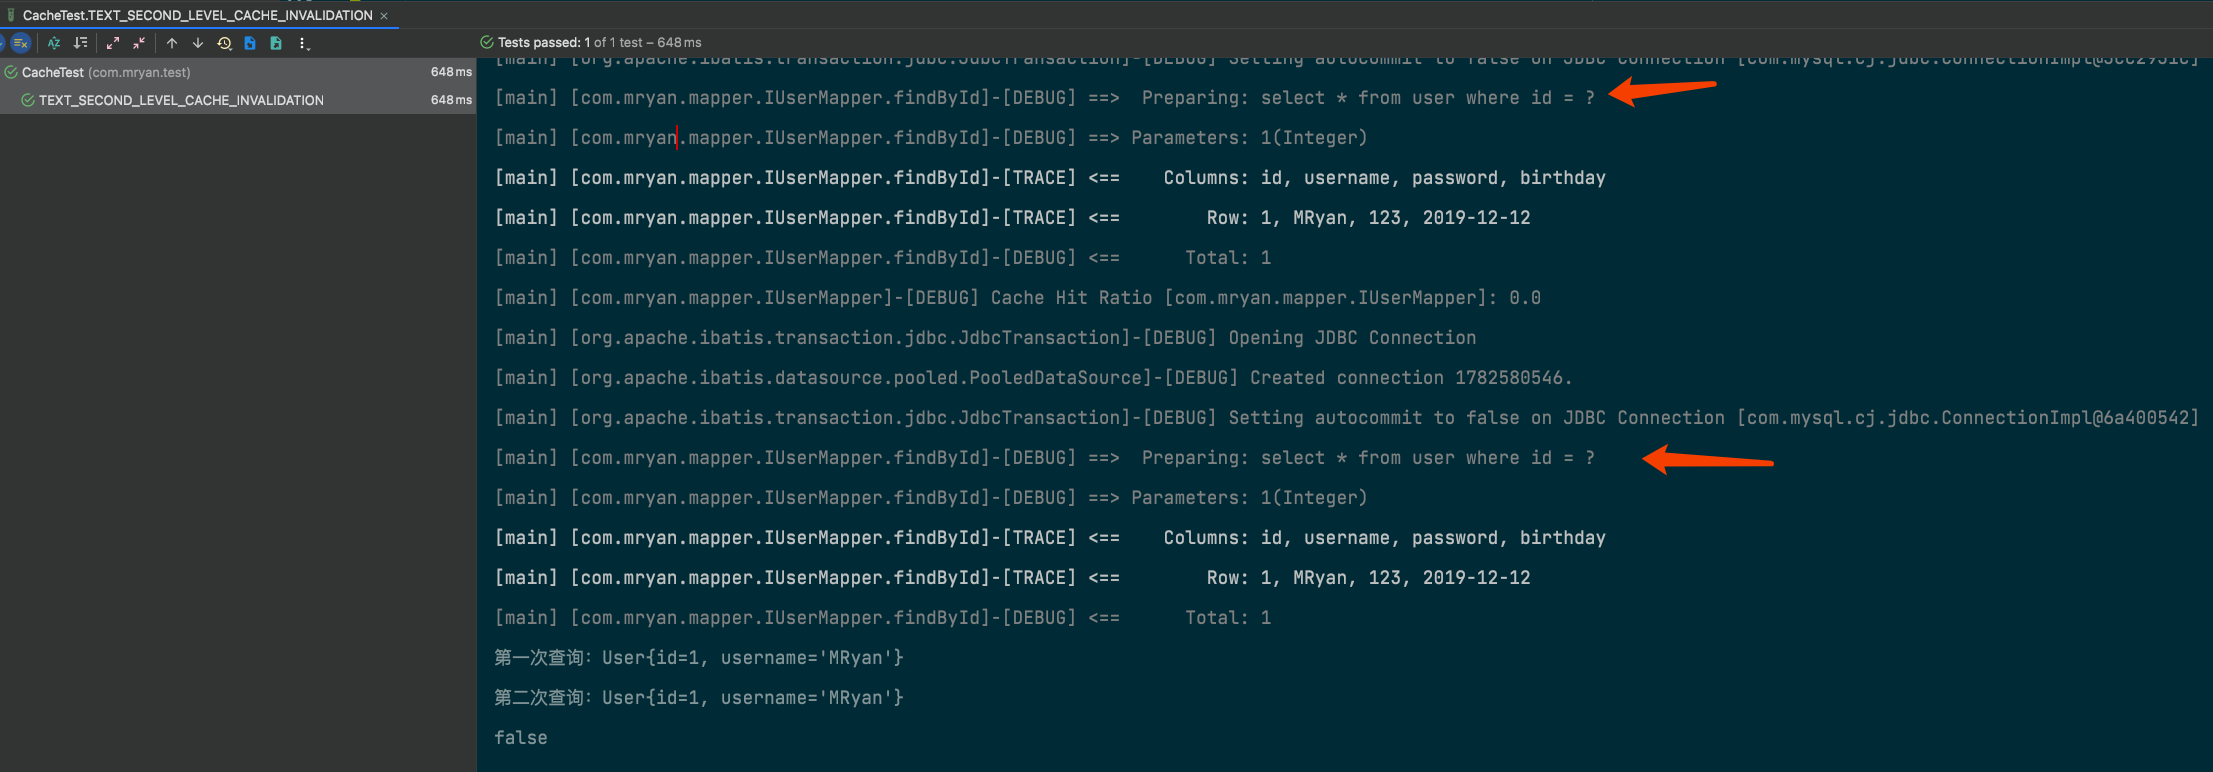 CacheTest.TEXT_SECOND_LEVEL_CACHE_INVALIDATION ×
Tests passed: 1 of 1 test – 648 ms
CacheTest (com.mryan.test) 648 ms
TEXT_SECOND_LEVEL_CACHE_INVALIDATION 648 ms
[main] [org.apache.ibatis.transaction.jdbc.JdbcTransaction]-[DEBUG] Setting autocommit to false on JDBC Connection
[main] [com.mryan.mapper.IUserMapper.findById]-[DEBUG] ==>  Preparing: select * from user where id = ?
[main] [com.mryan.mapper.IUserMapper.findById]-[DEBUG] ==> Parameters: 1(Integer)
[main] [com.mryan.mapper.IUserMapper.findById]-[TRACE] <==    Columns: id, username, password, birthday
[main] [com.mryan.mapper.IUserMapper.findById]-[TRACE] <==        Row: 1, MRyan, 123, 2019-12-12
[main] [com.mryan.mapper.IUserMapper.findById]-[DEBUG] <==      Total: 1
[main] [com.mryan.mapper.IUserMapper]-[DEBUG] Cache Hit Ratio [com.mryan.mapper.IUserMapper]: 0.0
[main] [org.apache.ibatis.transaction.jdbc.JdbcTransaction]-[DEBUG] Opening JDBC Connection
[main] [org.apache.ibatis.datasource.pooled.PooledDataSource]-[DEBUG] Created connection 1782580546.
[main] [org.apache.ibatis.transaction.jdbc.JdbcTransaction]-[DEBUG] Setting autocommit to false on JDBC Connection [com.mysql.cj.jdbc.ConnectionImpl@6a400542]
[main] [com.mryan.mapper.IUserMapper.findById]-[DEBUG] ==>  Preparing: select * from user where id = ?
[main] [com.mryan.mapper.IUserMapper.findById]-[DEBUG] ==> Parameters: 1(Integer)
[main] [com.mryan.mapper.IUserMapper.findById]-[TRACE] <==    Columns: id, username, password, birthday
[main] [com.mryan.mapper.IUserMapper.findById]-[TRACE] <==        Row: 1, MRyan, 123, 2019-12-12
[main] [com.mryan.mapper.IUserMapper.findById]-[DEBUG] <==      Total: 1
第一次查询：User{id=1, username='MRyan'}
第二次查询：User{id=1, username='MRyan'}
false